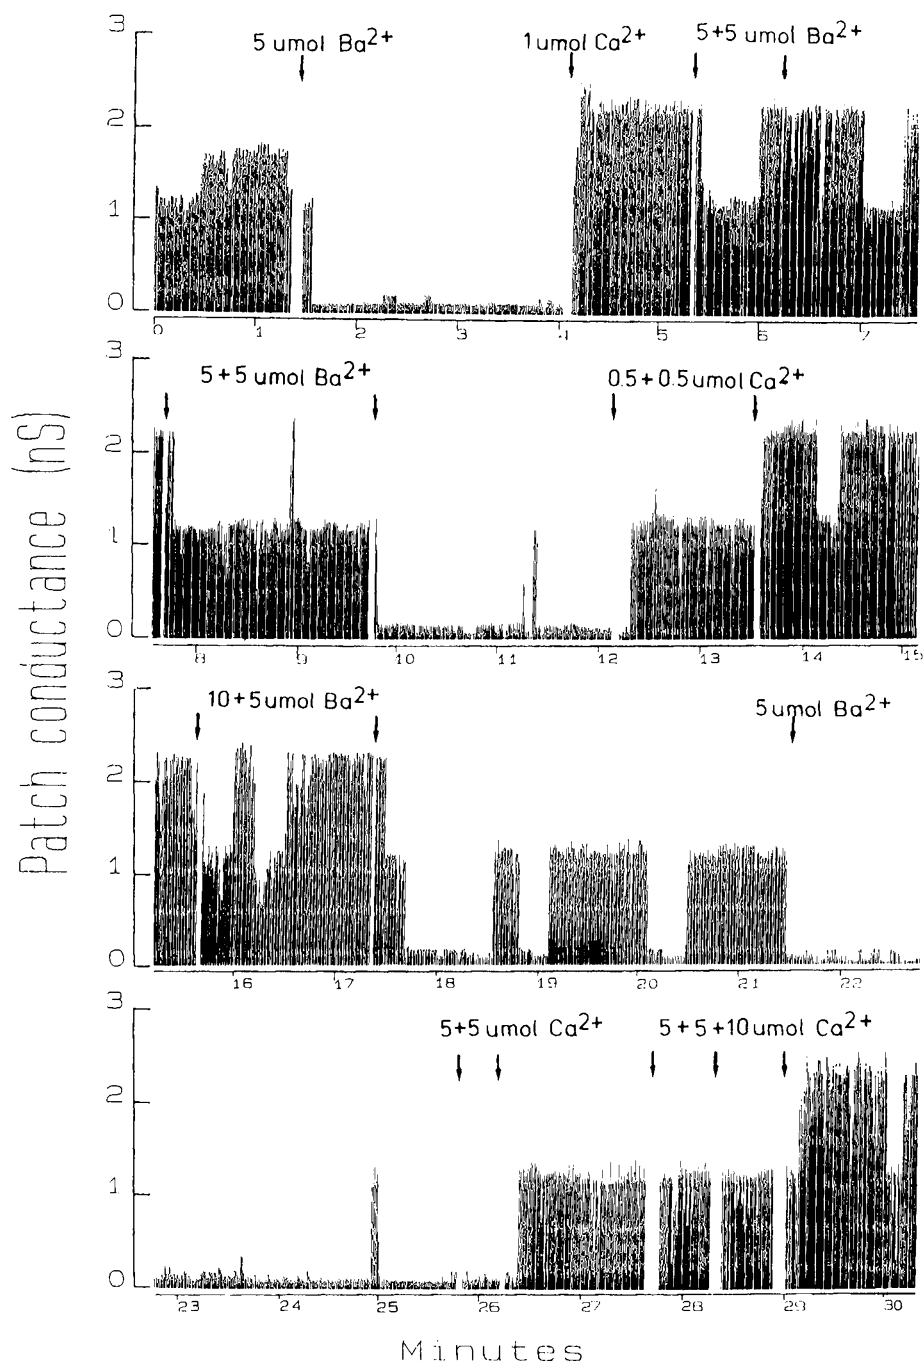 Patch conductance (nS)
3
5 umol Ba2+
1 umol Ca2+
5+5 umol Ba2+
2
1
0
0 1 2 3 4 5 6 7
3
5+5 umol Ba2+
0.5+0.5 umol Ca2+
2
1
0
8 9 10 11 12 13 14 15
3
10+5 umol Ba2+
5 umol Ba2+
2
1
0
16 17 18 19 20 21 22
3
5+5 umol Ca2+
5+5+10 umol Ca2+
2
1
0
23 24 25 26 27 28 29 30
Minutes